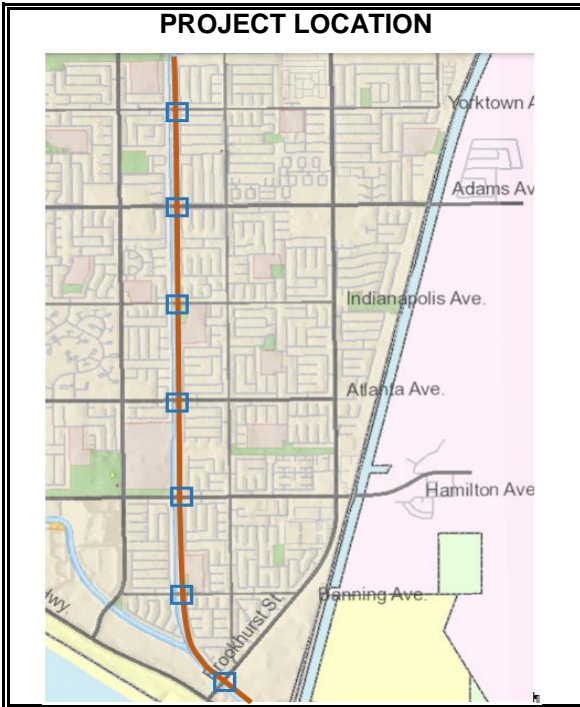 PROJECT LOCATION
Yorktown A
Adams Av
Indianapolis Ave.
Atlanta Ave.
Hamilton Ave
Banning Ave.
Brookhurst St.
Hwy.